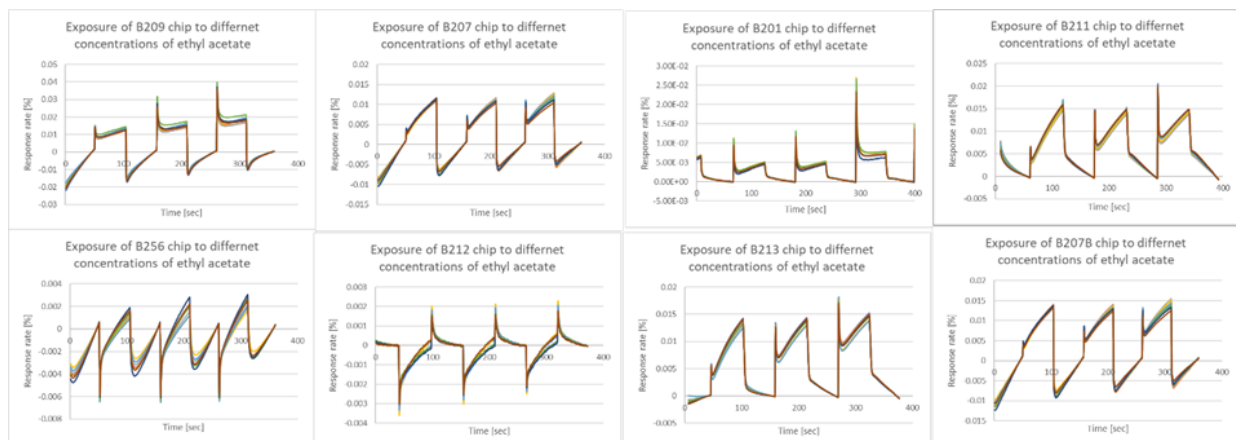 Exposure of B209 chip to differnet
concentrations of ethyl acetate
Response rate [%]
0.05
0.04
0.03
0.02
0.01
0
-0.01
-0.02
-0.03
0
100
200
300
400
Time [sec]
Exposure of B207 chip to differnet
concentrations of ethyl acetate
Response rate [%]
0.015
0.01
0.005
0
-0.005
-0.01
-0.015
0
100
200
300
400
Time [sec]
Exposure of B201 chip to differnet
concentrations of ethyl acetate
Response rate [%]
3.00E-02
2.50E-02
2.00E-02
1.50E-02
1.00E-02
5.00E-03
0.00E+00
-5.00E-03
0
100
200
300
400
Time [sec]
Exposure of B211 chip to differnet
concentrations of ethyl acetate
Response rate [%]
0.025
0.02
0.015
0.01
0.005
0
-0.005
0
100
200
300
400
Time [sec]
Exposure of B256 chip to differnet
concentrations of ethyl acetate
Response rate [%]
0.004
0.002
0
-0.002
-0.004
-0.006
-0.008
0
100
200
300
400
Time [sec]
Exposure of B212 chip to differnet
concentrations of ethyl acetate
Response rate [%]
0.003
0.002
0.001
0
-0.001
-0.002
-0.003
-0.004
0
100
200
300
400
Time [sec]
Exposure of B213 chip to differnet
concentrations of ethyl acetate
Response rate [%]
0.02
0.015
0.01
0.005
0
-0.005
0
100
200
300
400
Time [sec]
Exposure of B207B chip to differnet
concentrations of ethyl acetate
Response rate [%]
0.02
0.015
0.01
0.005
0
-0.005
-0.01
-0.015
0
100
200
300
400
Time [sec]